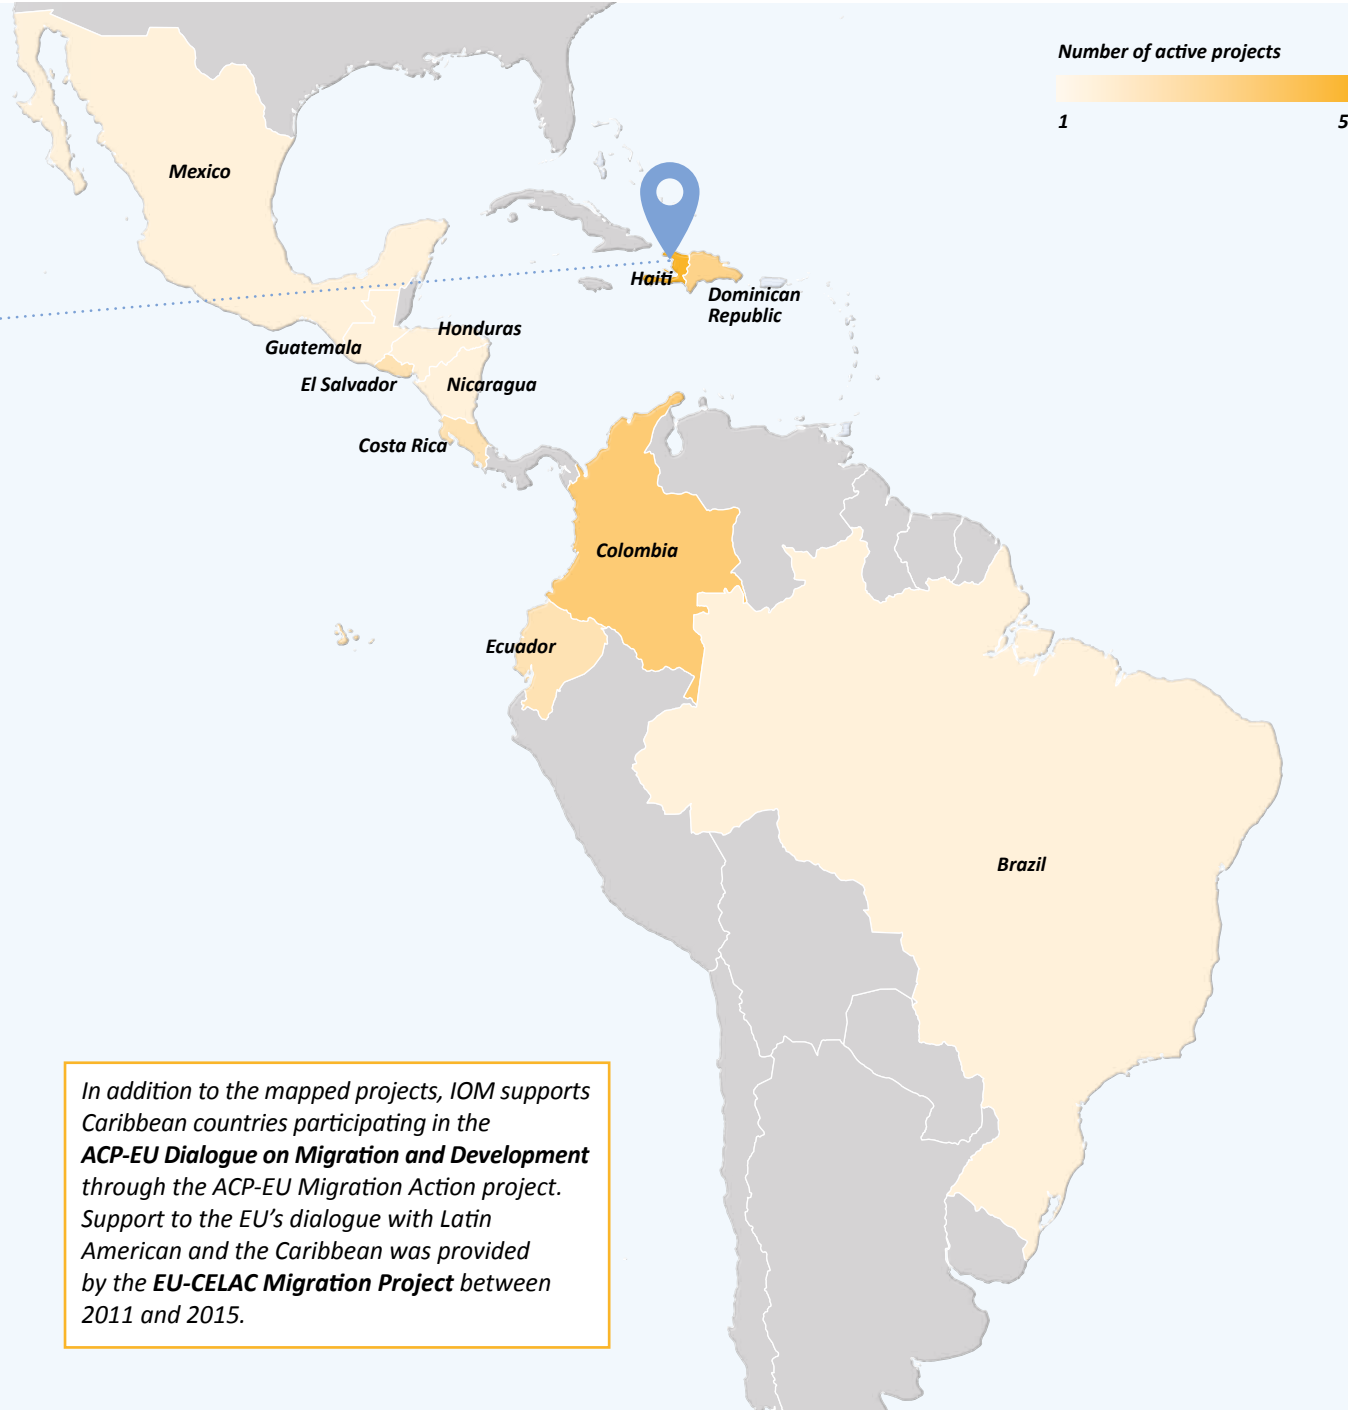 Number of active projects
1 5
Mexico
Haiti
Dominican
Republic
Honduras
Guatemala
El Salvador
Nicaragua
Costa Rica
Colombia
Ecuador
Brazil
In addition to the mapped projects, IOM supports
Caribbean countries participating in the
ACP-EU Dialogue on Migration and Development
through the ACP-EU Migration Action project.
Support to the EU’s dialogue with Latin
American and the Caribbean was provided
by the EU-CELAC Migration Project between
2011 and 2015.